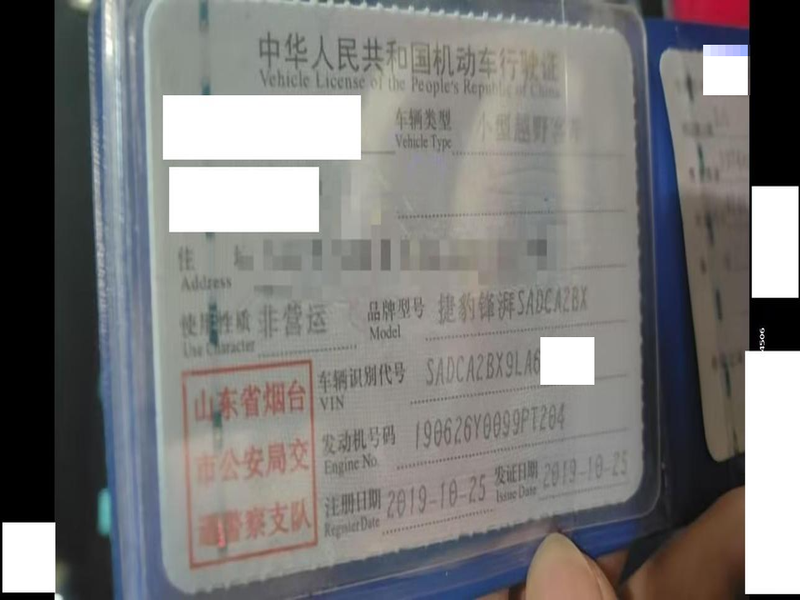 中华人民共和国机动车行驶证
Vehicle License of the People's Republic of China
车辆类型 小型越野客车
Vehicle Type
住 址
Address
使用性质 非营运 品牌型号 捷豹锋湃SADCA2BX
Use Character Model
车辆识别代号 SADCA2BX9LA6
VIN
发动机号码 190626Y0099PT204
Engine No.
注册日期 2019-10-25 发证日期 2019-10-25
Register Date Issue Date
山东省烟台
市公安局交
通警察支队
4506